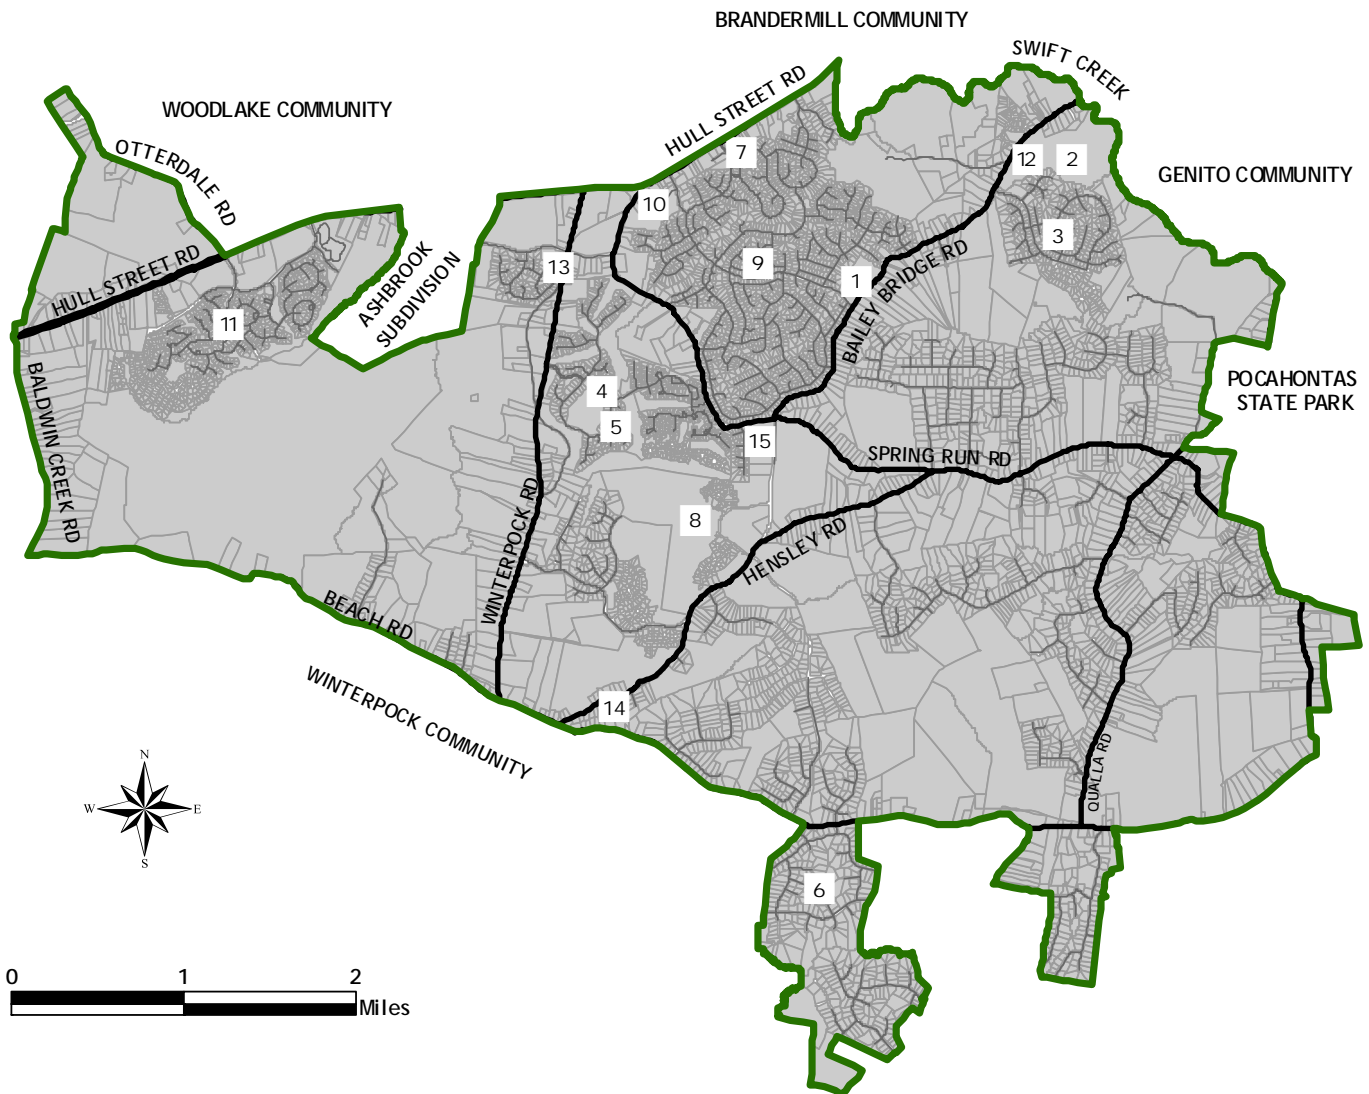 BRANDERMILL COMMUNITY
SWIFT CREEK
HULL STREET RD
WOODLAKE COMMUNITY
OTTERDALE RD
7
12
2
GENITO COMMUNITY
10
3
HULL STREET RD
ASHBROOK
SUBDIVISION
13
9
1
BAILEY BRIDGE RD
11
BALDWIN CREEK RD
4
5
15
POCAHONTAS
STATE PARK
SPRING RUN RD
WINTERPOCK RD
8
HENSLEY RD
BEACH RD
14
WINTERPOCK COMMUNITY
QUALLA RD
N
W
E
S
6
0
1
2
Miles